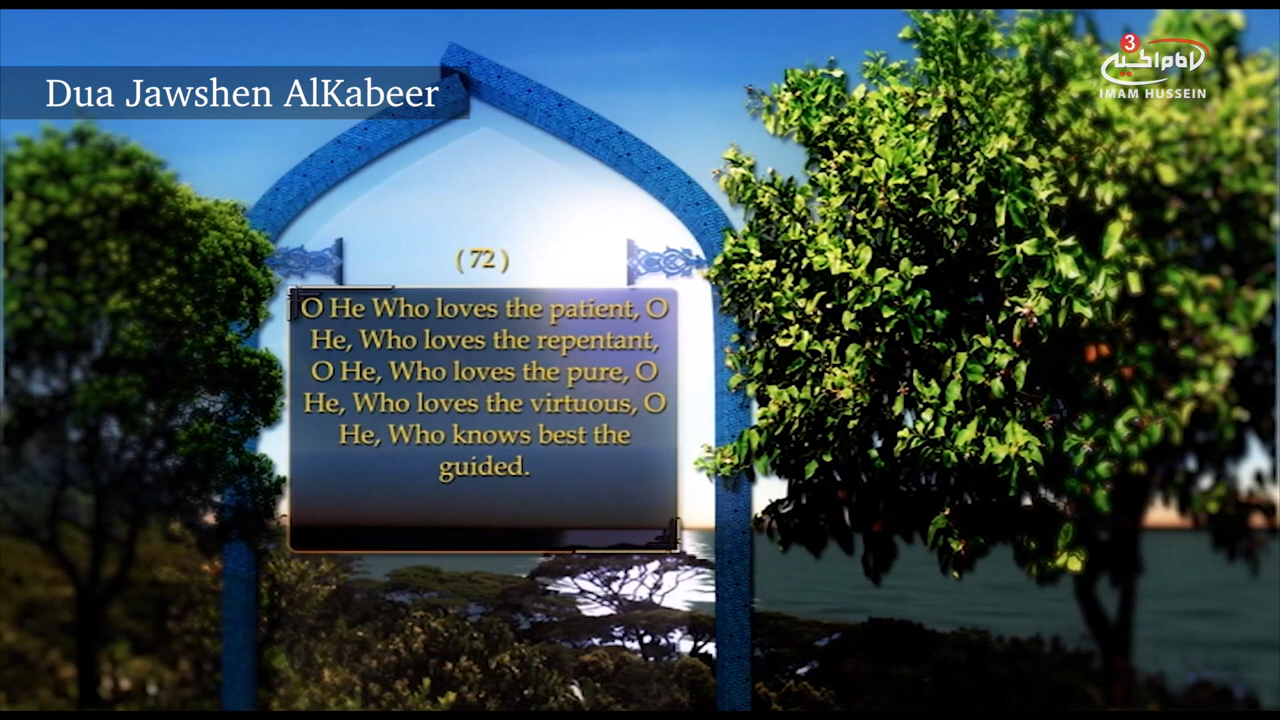 Dua Jawshen AlKabeer
3
IMAM HUSSEIN
( 72 )
O He Who loves the patient, O
He, Who loves the repentant,
O He, Who loves the pure, O
He, Who loves the virtuous, O
He, Who knows best the
guided.